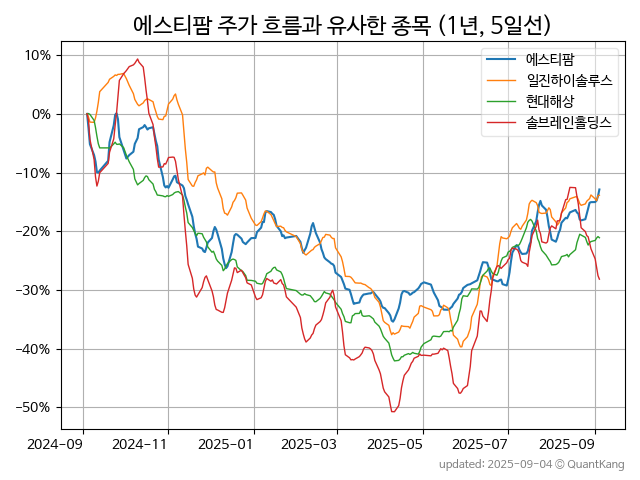 에스티팜 주가 흐름과 유사한 종목 (1년, 5일선)
에스티팜
일진하이솔루스
현대해상
솔브레인홀딩스
10%
0%
−10%
−20%
−30%
−40%
−50%
2024-09 2024-11 2025-01 2025-03 2025-05 2025-07 2025-09
updated: 2025-09-04 © QuantKang